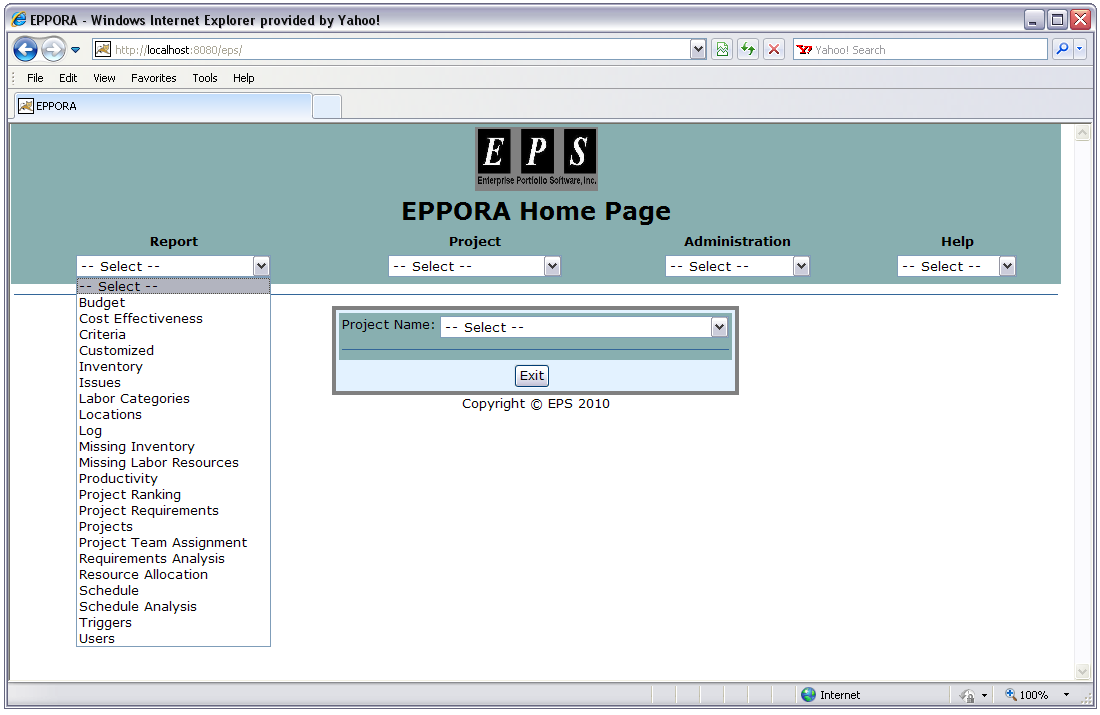 EPPORA - Windows Internet Explorer provided by Yahoo!
http://localhost:8080/eps/
Yahoo! Search
File Edit View Favorites Tools Help
EPPORA
E P S
Enterprise Portfolio Software, Inc.
EPPORA Home Page
Report Project Administration Help
-- Select -- -- Select -- -- Select -- -- Select --
-- Select --
Budget
Cost Effectiveness
Criteria
Customized
Inventory
Issues
Labor Categories
Locations
Log
Missing Inventory
Missing Labor Resources
Productivity
Project Ranking
Project Requirements
Projects
Project Team Assignment
Requirements Analysis
Resource Allocation
Schedule
Schedule Analysis
Triggers
Users
Project Name: -- Select --
Exit
Copyright © EPS 2010
Internet 100%